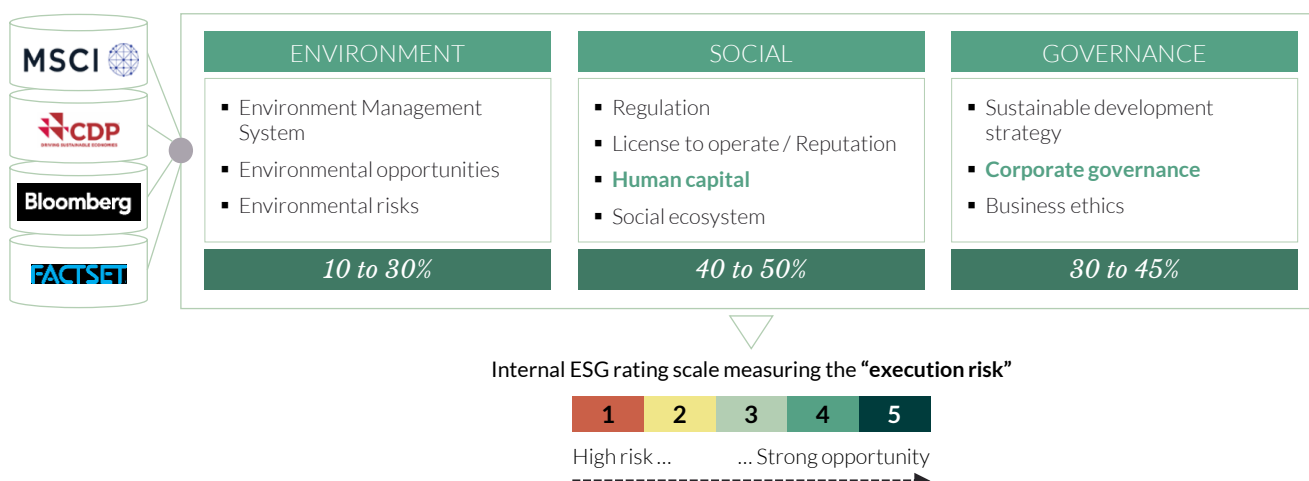 MSCI
CDP
DRIVING SUSTAINABLE ECONOMIES
Bloomberg
FACTSET
ENVIRONMENT
▪ Environment Management
System
▪ Environmental opportunities
▪ Environmental risks
10 to 30%
SOCIAL
▪ Regulation
▪ License to operate / Reputation
▪ Human capital
▪ Social ecosystem
40 to 50%
GOVERNANCE
▪ Sustainable development
strategy
▪ Corporate governance
▪ Business ethics
30 to 45%
Internal ESG rating scale measuring the “execution risk”
1 2 3 4 5
High risk ... ... Strong opportunity